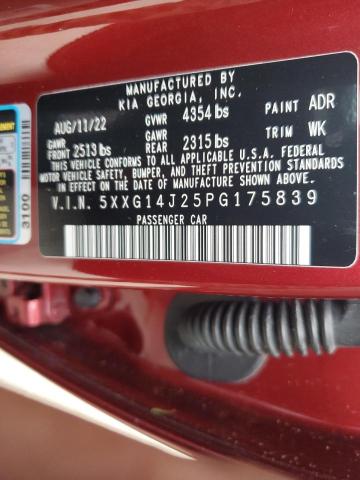 MANUFACTURED BY
KIA GEORGIA, INC.
AUG/11/22 GVWR 4354 lbs PAINT ADR
GAWR FRONT 2513 lbs GAWR REAR 2315 lbs TRIM WK
THIS VEHICLE CONFORMS TO ALL APPLICABLE U.S.A. FEDERAL
MOTOR VEHICLE SAFETY, BUMPER, AND THEFT PREVENTION STANDARDS
IN EFFECT ON THE DATE OF MANUFACTURE SHOWN ABOVE.
V.I.N. 5XXG14J25PG175839
PASSENGER CAR
3100